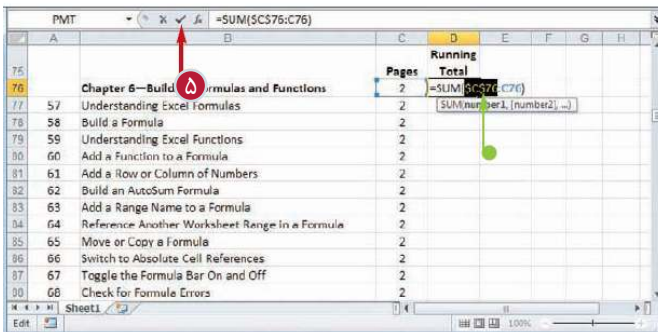 PMT =SUM($C$76:C76)
A B C D E F G H
75 Pages Running Total
76 Chapter 6—Build ۵ ormulas and Functions 2 =SUM($C$76:C76)
77 57 Understanding Excel Formulas 2 SUM(number1, [number2], ...)
78 58 Build a Formula 2
79 59 Understanding Excel Functions 2
80 60 Add a Function to a Formula 2
81 61 Add a Row or Column of Numbers 2
82 62 Build an AutoSum Formula 2
83 63 Add a Range Name to a Formula 2
84 64 Reference Another Worksheet Range in a Formula 2
85 65 Move or Copy a Formula 2
86 66 Switch to Absolute Cell References 2
87 67 Toggle the Formula Bar On and Off 2
88 68 Check for Formula Errors 2
Sheet1
Edit 100%